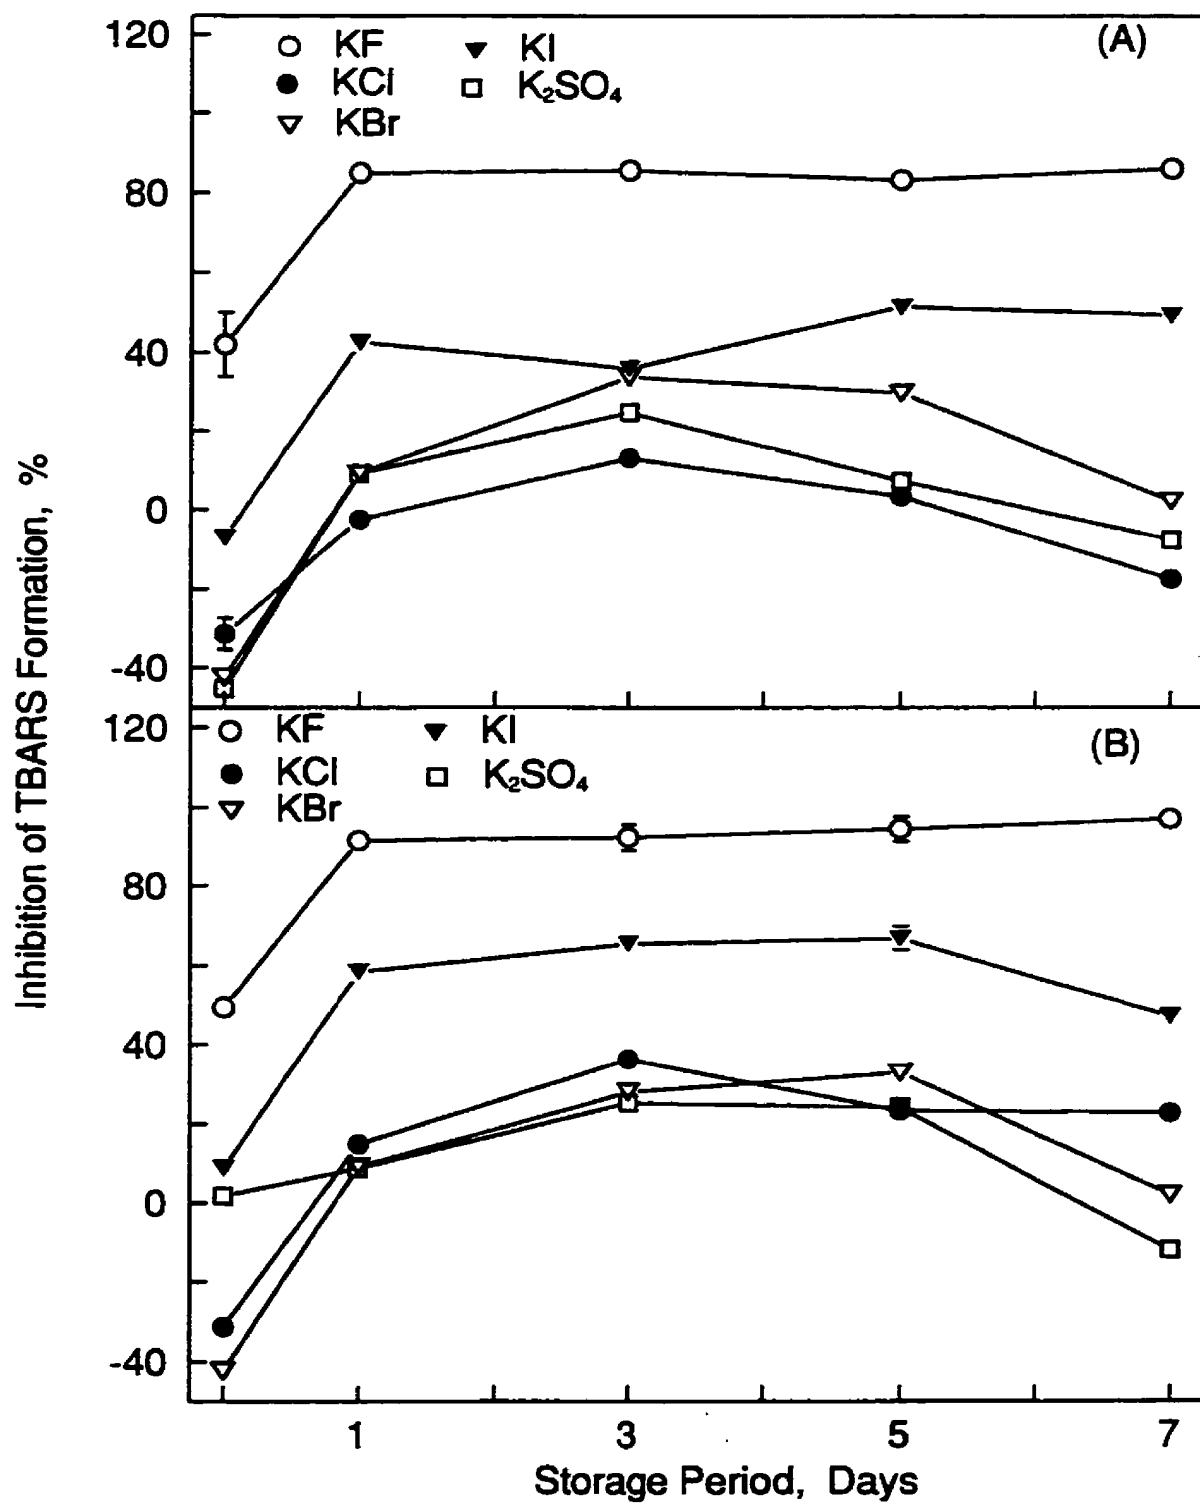 120
80
40
0
-40
(A)
KF
KCl
KBr
KI
K₂SO₄
120
80
40
0
-40
(B)
KF
KCl
KBr
KI
K₂SO₄
Inhibition of TBARS Formation, %
1 3 5 7
Storage Period, Days